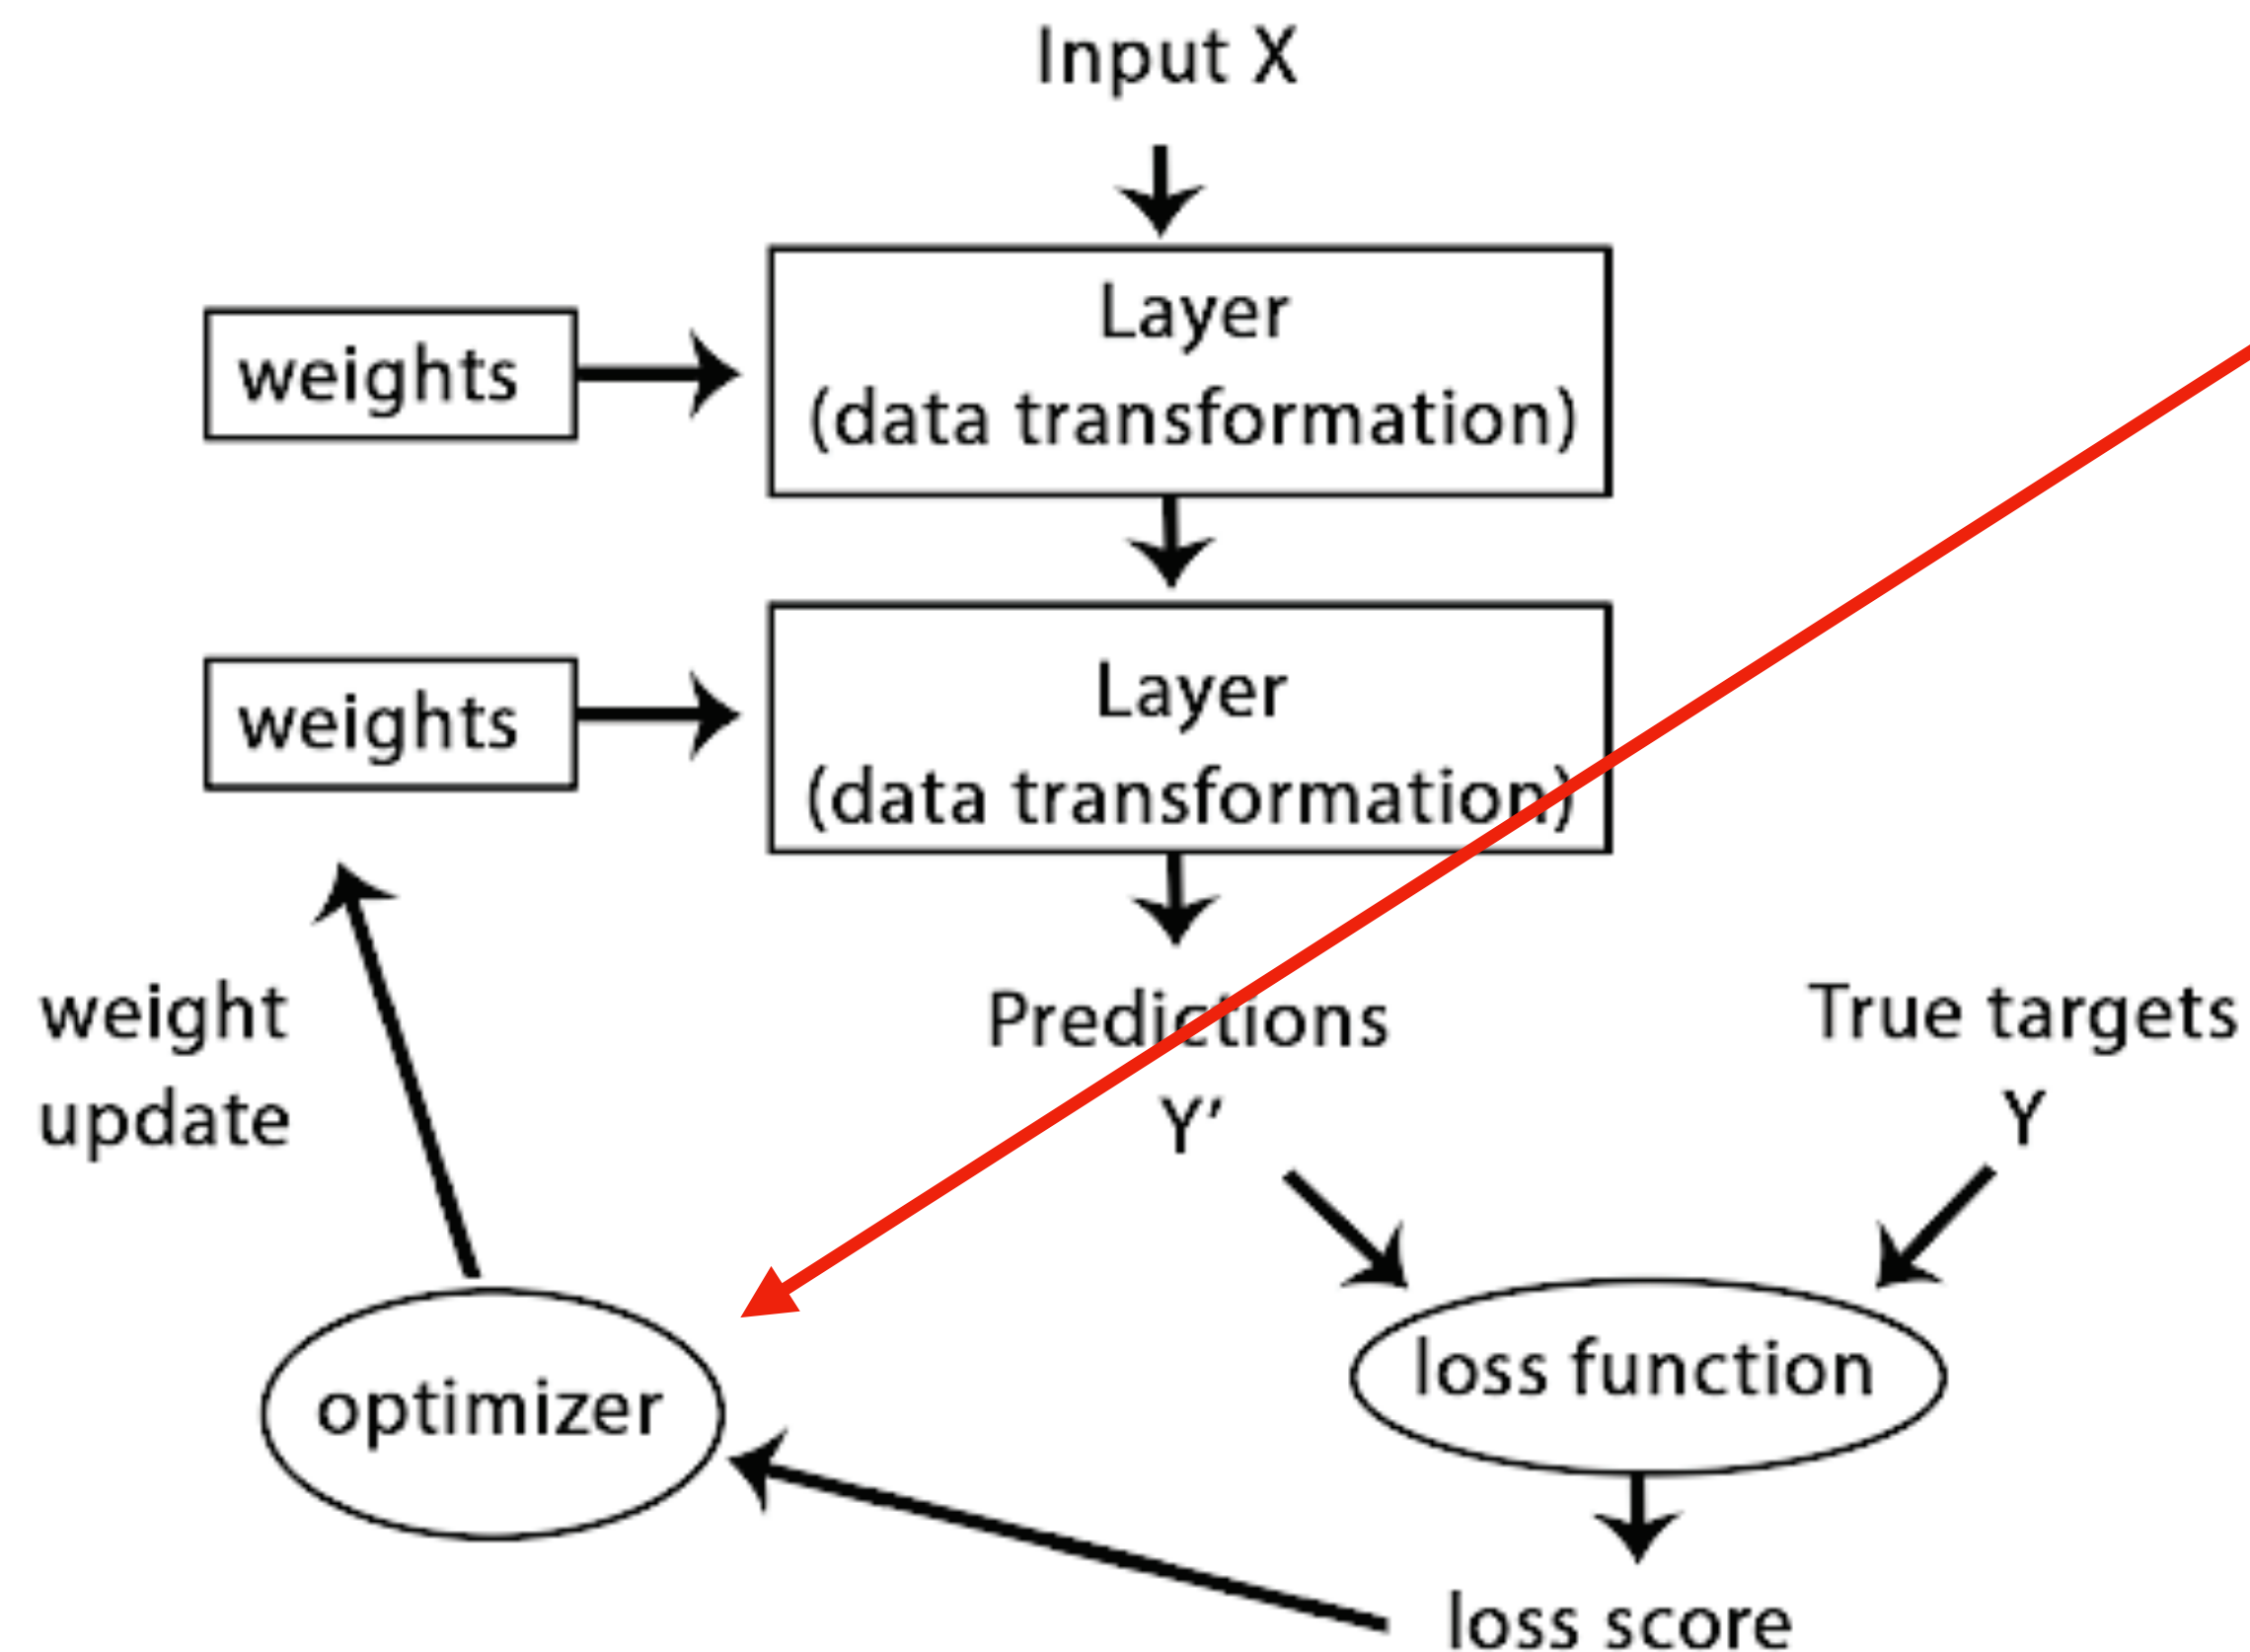 Input X
Layer
weights
(data transformation)
Layer
weights
(data transformation)
weight
update
Predictions
Y'
True targets
Y
optimizer
loss function
loss score